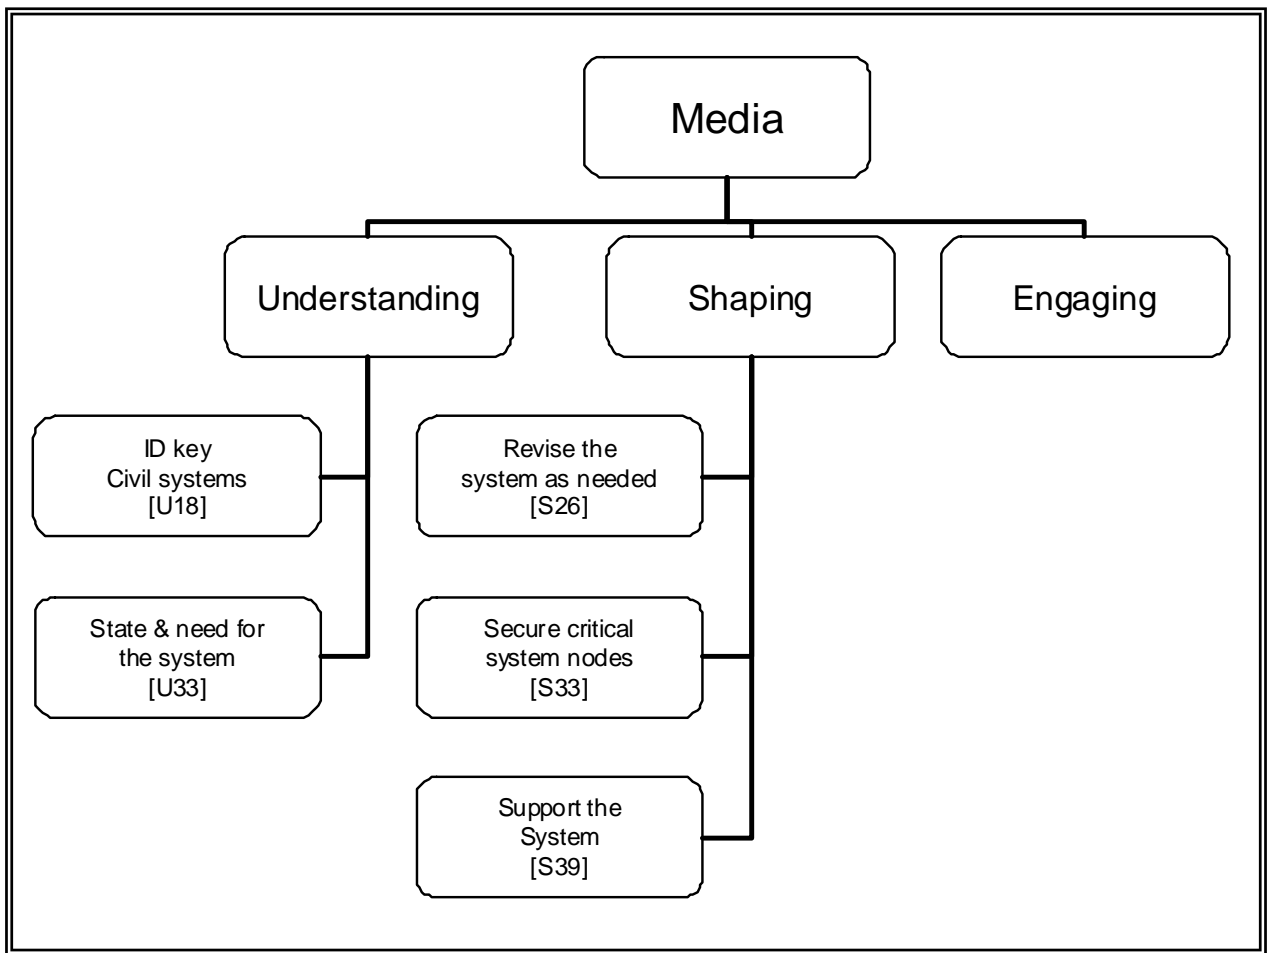 Media
Understanding
Shaping
Engaging
ID key
Civil systems
[U18]
Revise the
system as needed
[S26]
State & need for
the system
[U33]
Secure critical
system nodes
[S33]
Support the
System
[S39]